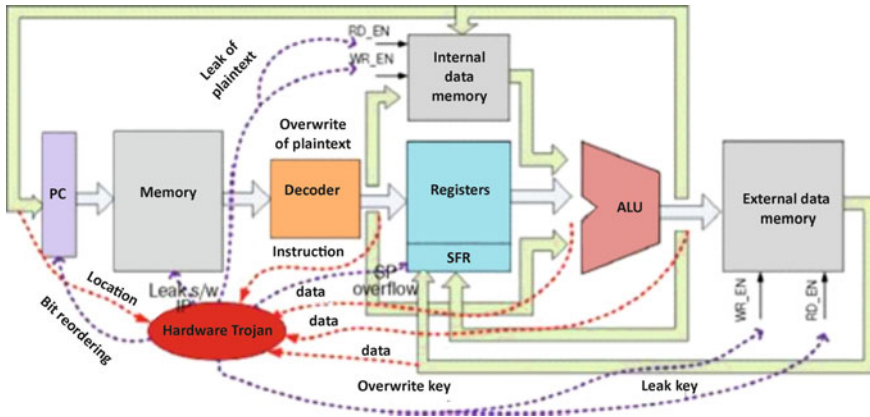 RD_EN
WR_EN
Leak of
plaintext
Internal
data
memory
Overwrite
of plaintext
PC
Memory
Decoder
Registers
SFR
ALU
External data
memory
Instruction
Location
Leak s/w
IP
data
SP
overflow
Bit reordering
Hardware Trojan
data
data
WR_EN
RD_EN
Overwrite key
Leak key